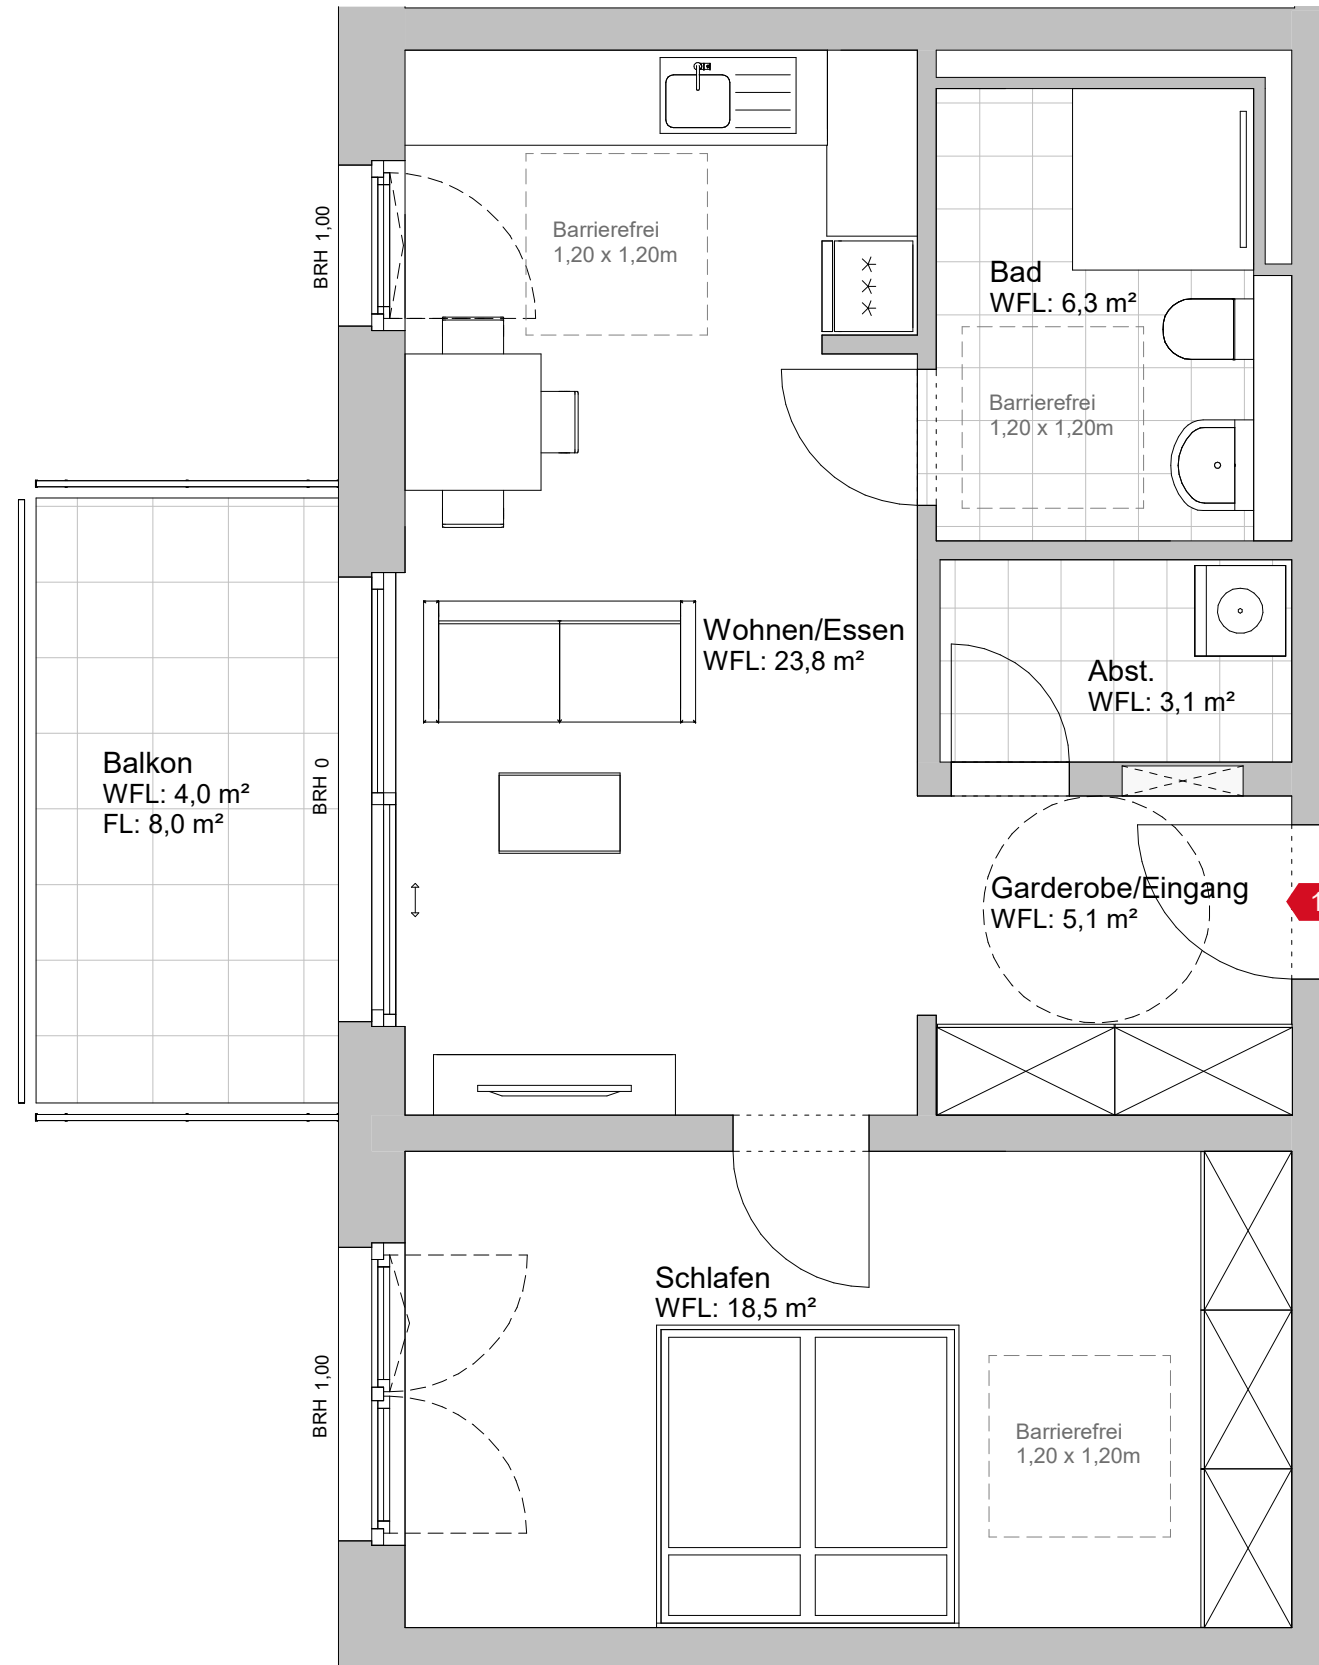 BRH 1,00
Barrierefrei
1,20 x 1,20m
Bad
WFL: 6,3 m²
Barrierefrei
1,20 x 1,20m
Wohnen/Essen
WFL: 23,8 m²
Abst.
WFL: 3,1 m²
Balkon
WFL: 4,0 m²
FL: 8,0 m²
BRH 0
Garderobe/Eingang
WFL: 5,1 m²
1
Schlafen
WFL: 18,5 m²
BRH 1,00
Barrierefrei
1,20 x 1,20m